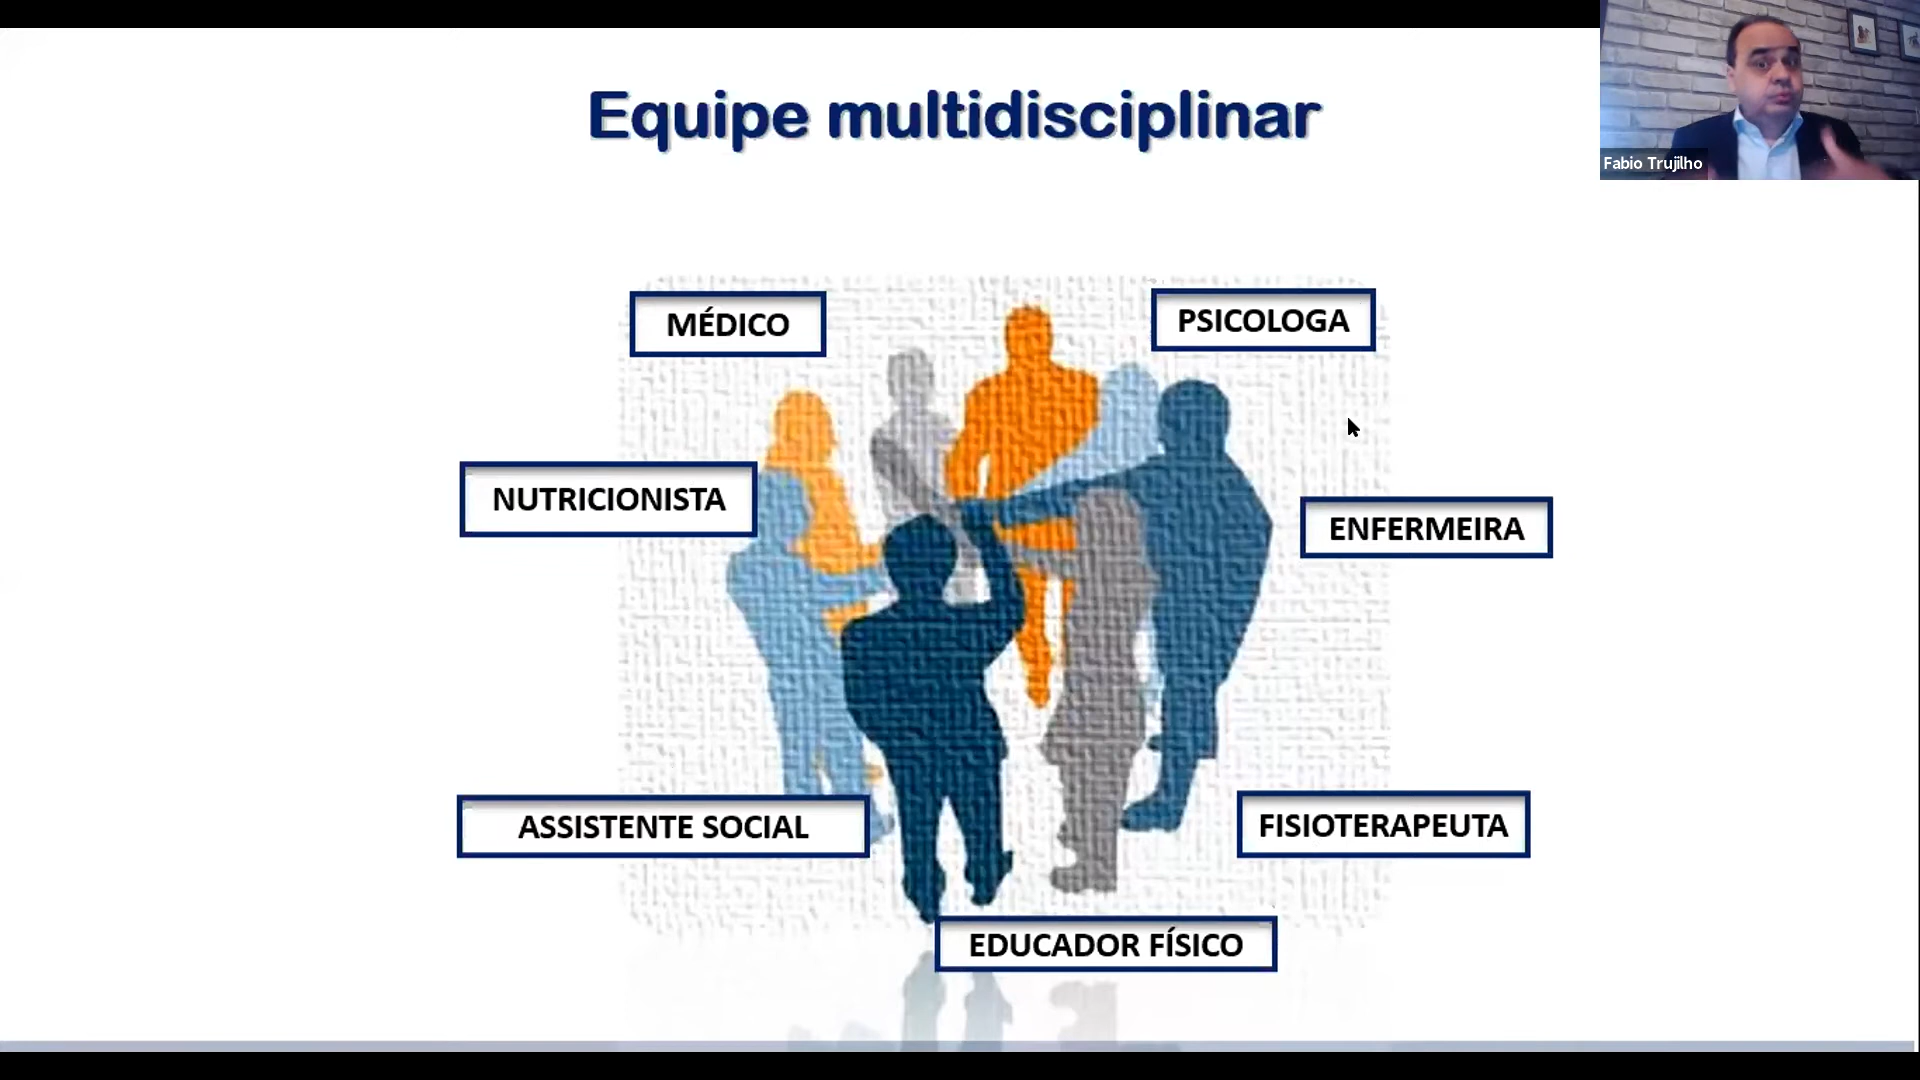 Equipe multidisciplinar
Fabio Trujilho
MÉDICO
PSICOLOGA
NUTRICIONISTA
ENFERMEIRA
ASSISTENTE SOCIAL
FISIOTERAPEUTA
EDUCADOR FÍSICO